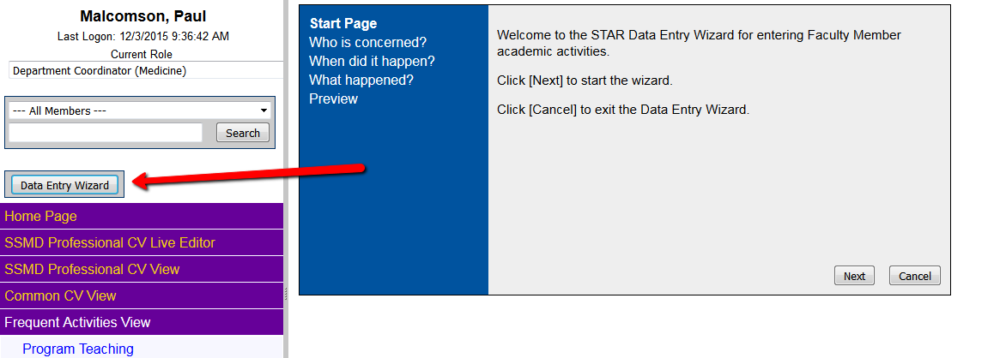 Malcomson, Paul
Last Logon: 12/3/2015 9:36:42 AM
Current Role
Department Coordinator (Medicine)
--- All Members ---
Search
Data Entry Wizard
Home Page
SSMD Professional CV Live Editor
SSMD Professional CV View
Common CV View
Frequent Activities View
Program Teaching
Start Page
Who is concerned?
When did it happen?
What happened?
Preview
Welcome to the STAR Data Entry Wizard for entering Faculty Member
academic activities.
Click [Next] to start the wizard.
Click [Cancel] to exit the Data Entry Wizard.
Next
Cancel